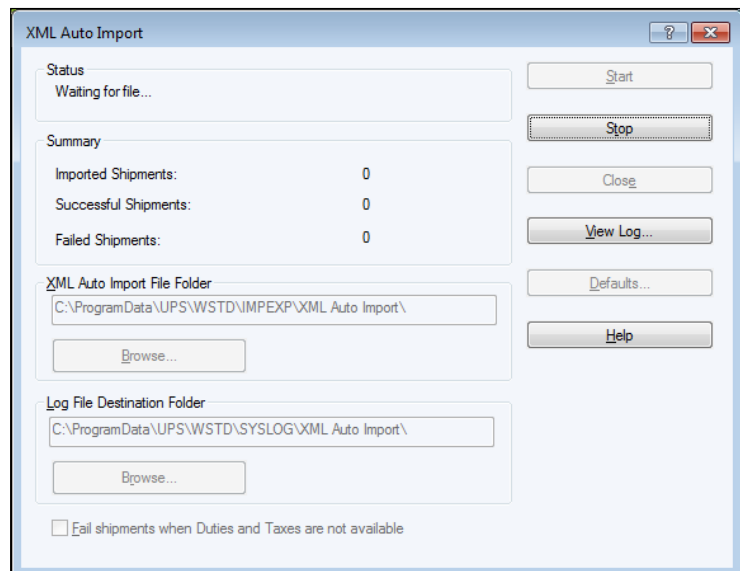 XML Auto Import
?
Status
Waiting for file...
Start
Stop
Summary
Imported Shipments: 0
Close
Successful Shipments: 0
Failed Shipments: 0
View Log...
XML Auto Import File Folder
Defaults...
C:\ProgramData\UPS\WSTD\IMPEXP\XML Auto Import\
Help
Browse...
Log File Destination Folder
C:\ProgramData\UPS\WSTD\SYSLOG\XML Auto Import\
Browse...
Fail shipments when Duties and Taxes are not available